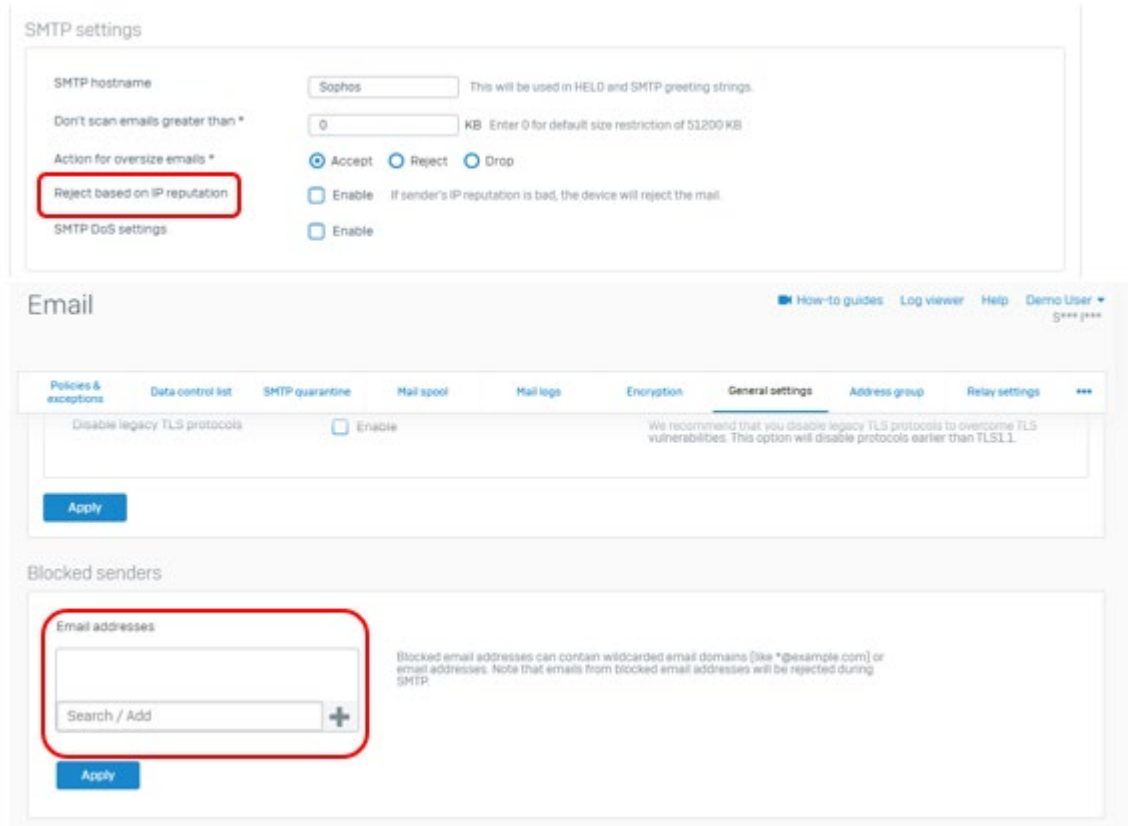 SMTP settings
SMTP hostname
Sophos
This will be used in HELO and SMTP greeting strings.
Don't scan emails greater than *
0
KB Enter 0 for default size restriction of 51200 KB
Action for oversize emails *
Accept Reject Drop
Reject based on IP reputation
Enable If sender's IP reputation is bad, the device will reject the mail.
SMTP DoS settings
Enable
Email
How-to guides Log viewer Help Demo User
S*** I***
Policies &
exceptions
Data control list SMTP quarantine Mail spool Mail logs Encryption General settings Address group Relay settings
Disable legacy TLS protocols
Enable
We recommend that you disable legacy TLS protocols to overcome TLS
vulnerabilities. This option will disable protocols earlier than TLS1.1.
Apply
Blocked senders
Email addresses
Search / Add
Blocked email addresses can contain wildcarded email domains (like *@example.com) or
email addresses. Note that emails from blocked email addresses will be rejected during
SMTP.
Apply